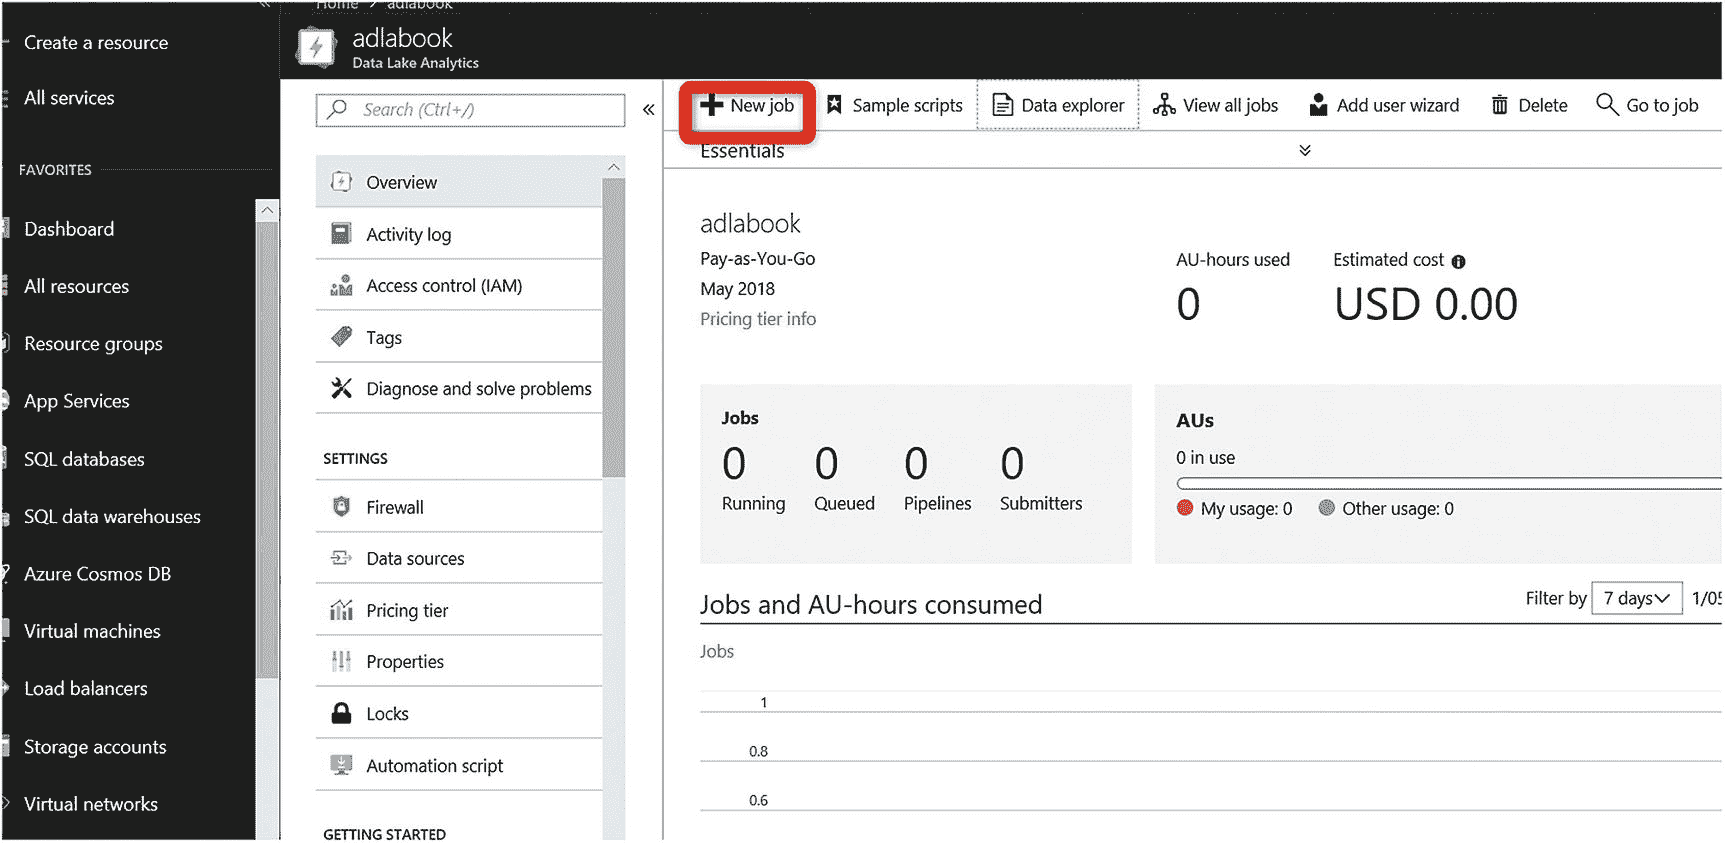 Home > adlabook
adlabook
Data Lake Analytics
Create a resource
All services
FAVORITES
Dashboard
All resources
Resource groups
App Services
SQL databases
SQL data warehouses
Azure Cosmos DB
Virtual machines
Load balancers
Storage accounts
Virtual networks
Search (Ctrl+/)
Overview
Activity log
Access control (IAM)
Tags
Diagnose and solve problems
SETTINGS
Firewall
Data sources
Pricing tier
Properties
Locks
Automation script
GETTING STARTED
New job Sample scripts Data explorer View all jobs Add user wizard Delete Go to job
Essentials
adlabook
Pay-as-You-Go
May 2018
Pricing tier info
AU-hours used
0
Estimated cost
USD 0.00
Jobs
0 0 0 0
Running Queued Pipelines Submitters
AUs
0 in use
My usage: 0 Other usage: 0
Jobs and AU-hours consumed
Filter by 7 days 1/05
Jobs
1
0.8
0.6